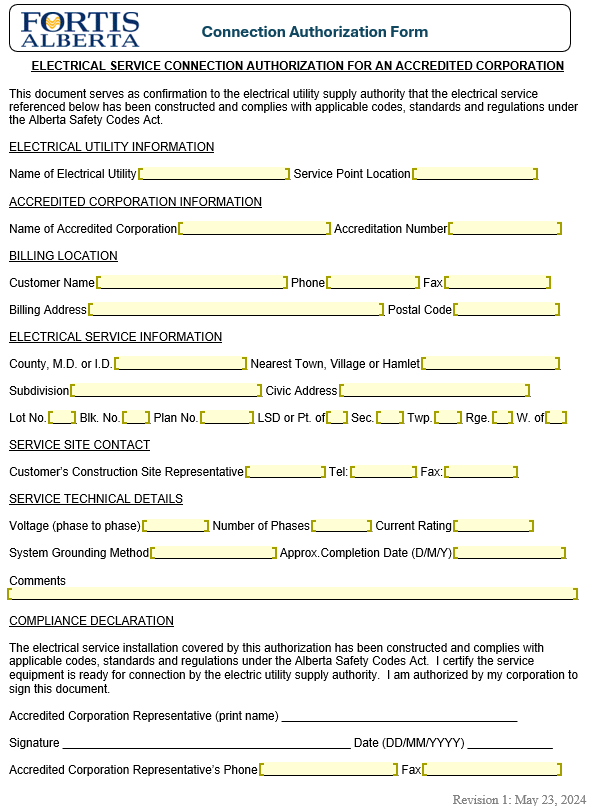 FORTIS
ALBERTA
Connection Authorization Form
ELECTRICAL SERVICE CONNECTION AUTHORIZATION FOR AN ACCREDITED CORPORATION
This document serves as confirmation to the electrical utility supply authority that the electrical service
referenced below has been constructed and complies with applicable codes, standards and regulations under
the Alberta Safety Codes Act.
ELECTRICAL UTILITY INFORMATION
Name of Electrical Utility Service Point Location
ACCREDITED CORPORATION INFORMATION
Name of Accredited Corporation Accreditation Number
BILLING LOCATION
Customer Name Phone Fax
Billing Address Postal Code
ELECTRICAL SERVICE INFORMATION
County, M.D. or I.D. Nearest Town, Village or Hamlet
Subdivision Civic Address
Lot No. Blk. No. Plan No. LSD or Pt. of Sec. Twp. Rge. W. of
SERVICE SITE CONTACT
Customer's Construction Site Representative Tel: Fax:
SERVICE TECHNICAL DETAILS
Voltage (phase to phase) Number of Phases Current Rating
System Grounding Method Approx.Completion Date (D/M/Y)
Comments
COMPLIANCE DECLARATION
The electrical service installation covered by this authorization has been constructed and complies with
applicable codes, standards and regulations under the Alberta Safety Codes Act. I certify the service
equipment is ready for connection by the electric utility supply authority. I am authorized by my corporation to
sign this document.
Accredited Corporation Representative (print name)
Signature Date (DD/MM/YYYY)
Accredited Corporation Representative's Phone Fax
Revision 1: May 23, 2024